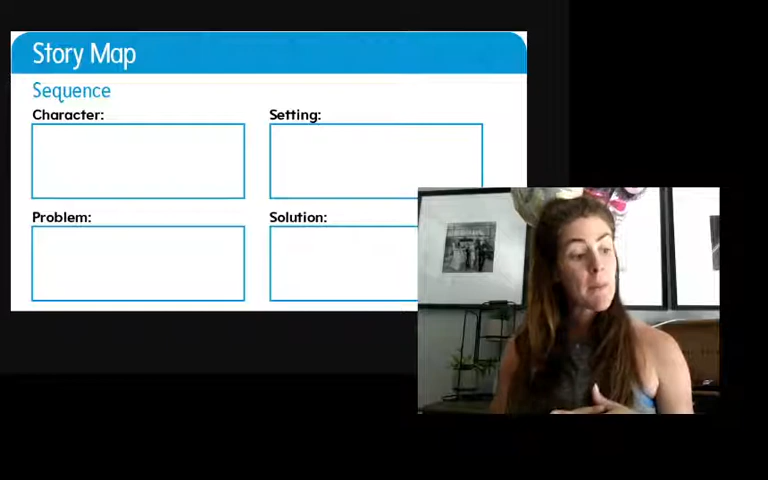 Story Map
Sequence
Character:
Setting:
Problem:
Solution: